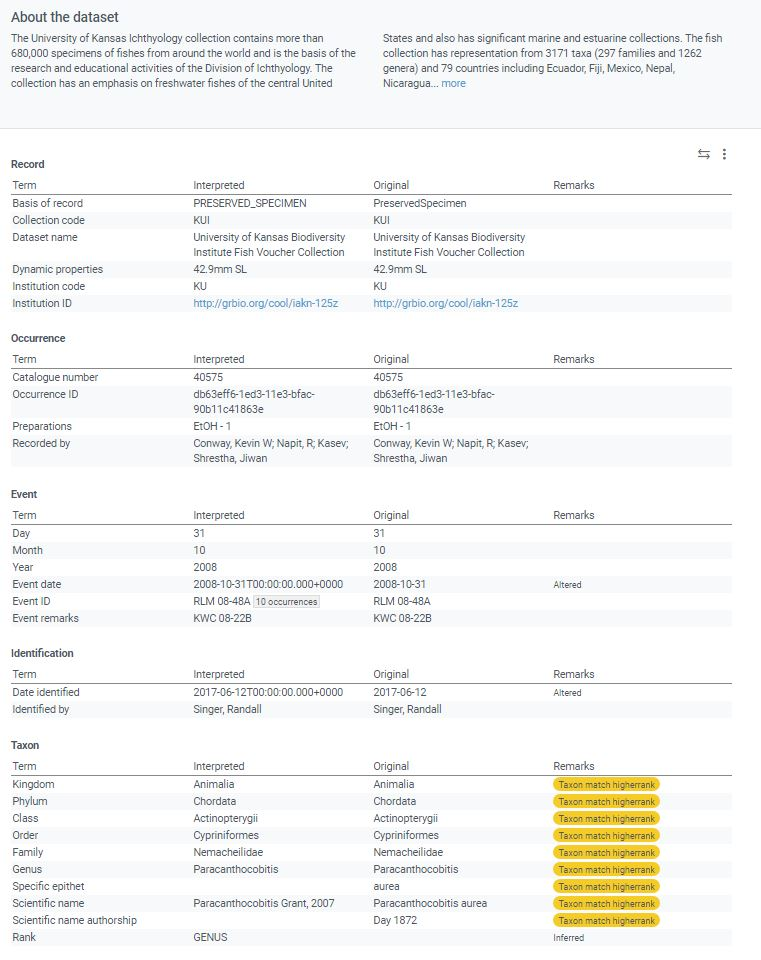 About the dataset
The University of Kansas Ichthyology collection contains more than
680,000 specimens of fishes from around the world and is the basis of the
research and educational activities of the Division of Ichthyology. The
collection has an emphasis on freshwater fishes of the central United
States and also has significant marine and estuarine collections. The fish
collection has representation from 3171 taxa (297 families and 1262
genera) and 79 countries including Ecuador, Fiji, Mexico, Nepal,
Nicaragua... more
Record
Term Interpreted Original Remarks
Basis of record PRESERVED_SPECIMEN PreservedSpecimen
Collection code KUI KUI
Dataset name University of Kansas Biodiversity University of Kansas Biodiversity
Institute Fish Voucher Collection Institute Fish Voucher Collection
Dynamic properties 42.9mm SL 42.9mm SL
Institution code KU KU
Institution ID http://grbio.org/cool/iakn-125z http://grbio.org/cool/iakn-125z
Occurrence
Term Interpreted Original Remarks
Catalogue number 40575 40575
Occurrence ID db63eff6-1ed3-11e3-bfac- db63eff6-1ed3-11e3-bfac-
90b11c41863e 90b11c41863e
Preparations EtOH - 1 EtOH - 1
Recorded by Conway, Kevin W; Napit, R; Kasev; Conway, Kevin W; Napit, R; Kasev;
Shrestha, Jiwan Shrestha, Jiwan
Event
Term Interpreted Original Remarks
Day 31 31
Month 10 10
Year 2008 2008
Event date 2008-10-31T00:00:00.000+0000 2008-10-31 Altered
Event ID RLM 08-48A 10 occurrences RLM 08-48A
Event remarks KWC 08-22B KWC 08-22B
Identification
Term Interpreted Original Remarks
Date identified 2017-06-12T00:00:00.000+0000 2017-06-12 Altered
Identified by Singer, Randall Singer, Randall
Taxon
Term Interpreted Original Remarks
Kingdom Animalia Animalia Taxon match higherrank
Phylum Chordata Chordata Taxon match higherrank
Class Actinopterygii Actinopterygii Taxon match higherrank
Order Cypriniformes Cypriniformes Taxon match higherrank
Family Nemacheilidae Nemacheilidae Taxon match higherrank
Genus Paracanthocobitis Paracanthocobitis Taxon match higherrank
Specific epithet aurea Taxon match higherrank
Scientific name Paracanthocobitis Grant, 2007 Paracanthocobitis aurea Taxon match higherrank
Scientific name authorship Day 1872 Taxon match higherrank
Rank GENUS Inferred